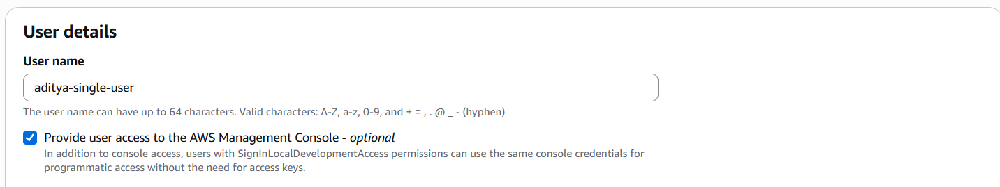 User details
User name
aditya-single-user
The user name can have up to 64 characters. Valid characters: A-Z, a-z, 0-9, and + = , . @ _ - (hyphen)
Provide user access to the AWS Management Console - optional
In addition to console access, users with SignInLocalDevelopmentAccess permissions can use the same console credentials for
programmatic access without the need for access keys.